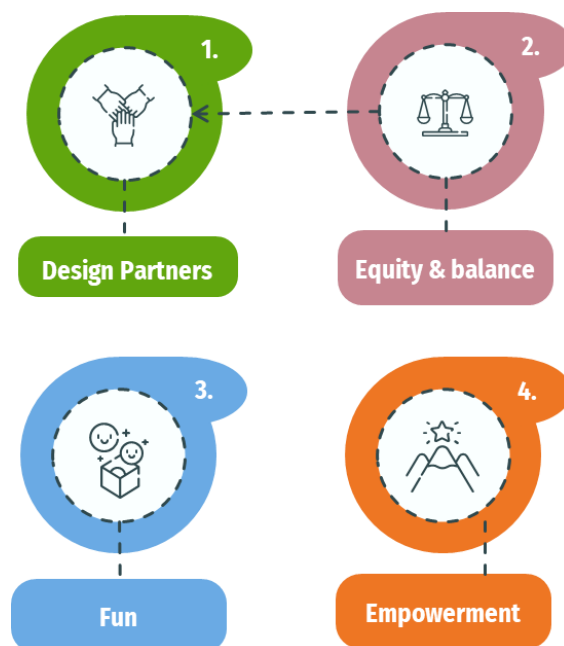 1.
2.
Design Partners
Equity & balance
3.
4.
Fun
Empowerment